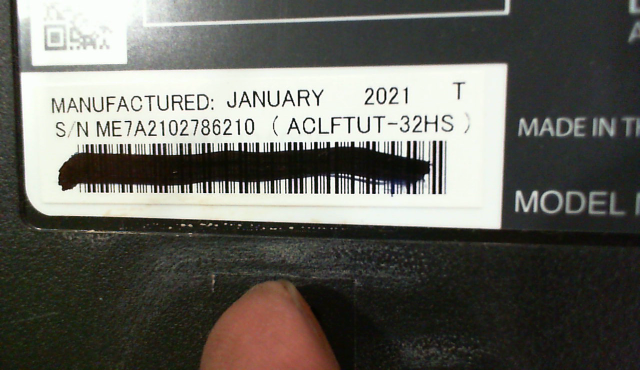 MANUFACTURED: JANUARY 2021 T
S/N ME7A2102786210 (ACLFTUT-32HS)
MADE IN
MODEL